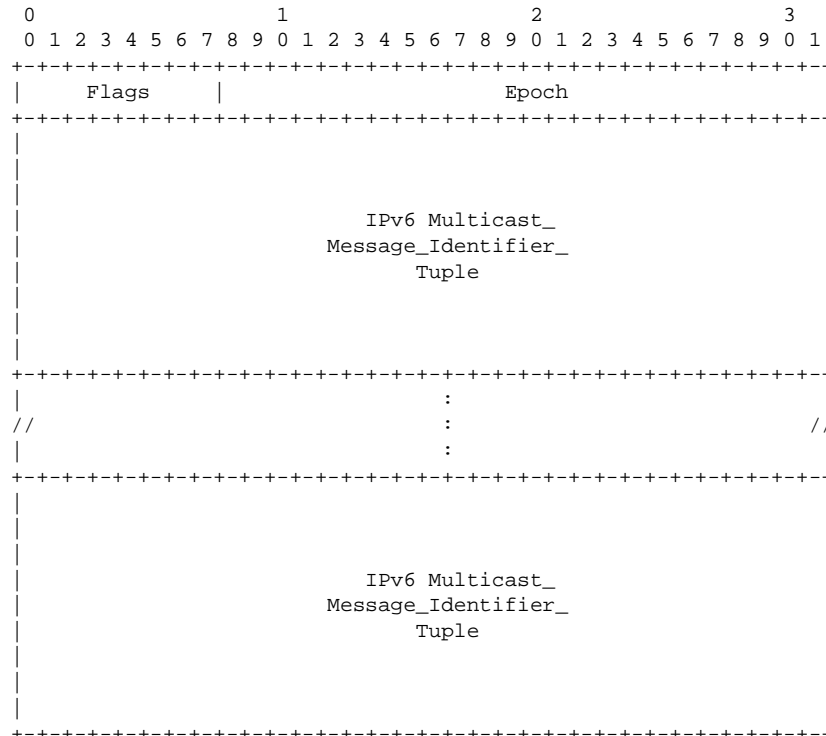 0                   1                   2                   3
0 1 2 3 4 5 6 7 8 9 0 1 2 3 4 5 6 7 8 9 0 1 2 3 4 5 6 7 8 9 0 1
+-+-+-+-+-+-+-+-+-+-+-+-+-+-+-+-+-+-+-+-+-+-+-+-+-+-+-+-+-+-+-+--
|     Flags     |                      Epoch
+-+-+-+-+-+-+-+-+-+-+-+-+-+-+-+-+-+-+-+-+-+-+-+-+-+-+-+-+-+-+-+--
|
|
|
|                           IPv6 Multicast_
|                        Message_Identifier_
|                               Tuple
|
|
|
+-+-+-+-+-+-+-+-+-+-+-+-+-+-+-+-+-+-+-+-+-+-+-+-+-+-+-+-+-+-+-+--
|                                 :
//                                :                            //
|                                 :
+-+-+-+-+-+-+-+-+-+-+-+-+-+-+-+-+-+-+-+-+-+-+-+-+-+-+-+-+-+-+-+--
|
|
|
|                           IPv6 Multicast_
|                        Message_Identifier_
|                               Tuple
|
|
|
+-+-+-+-+-+-+-+-+-+-+-+-+-+-+-+-+-+-+-+-+-+-+-+-+-+-+-+-+-+-+-+--